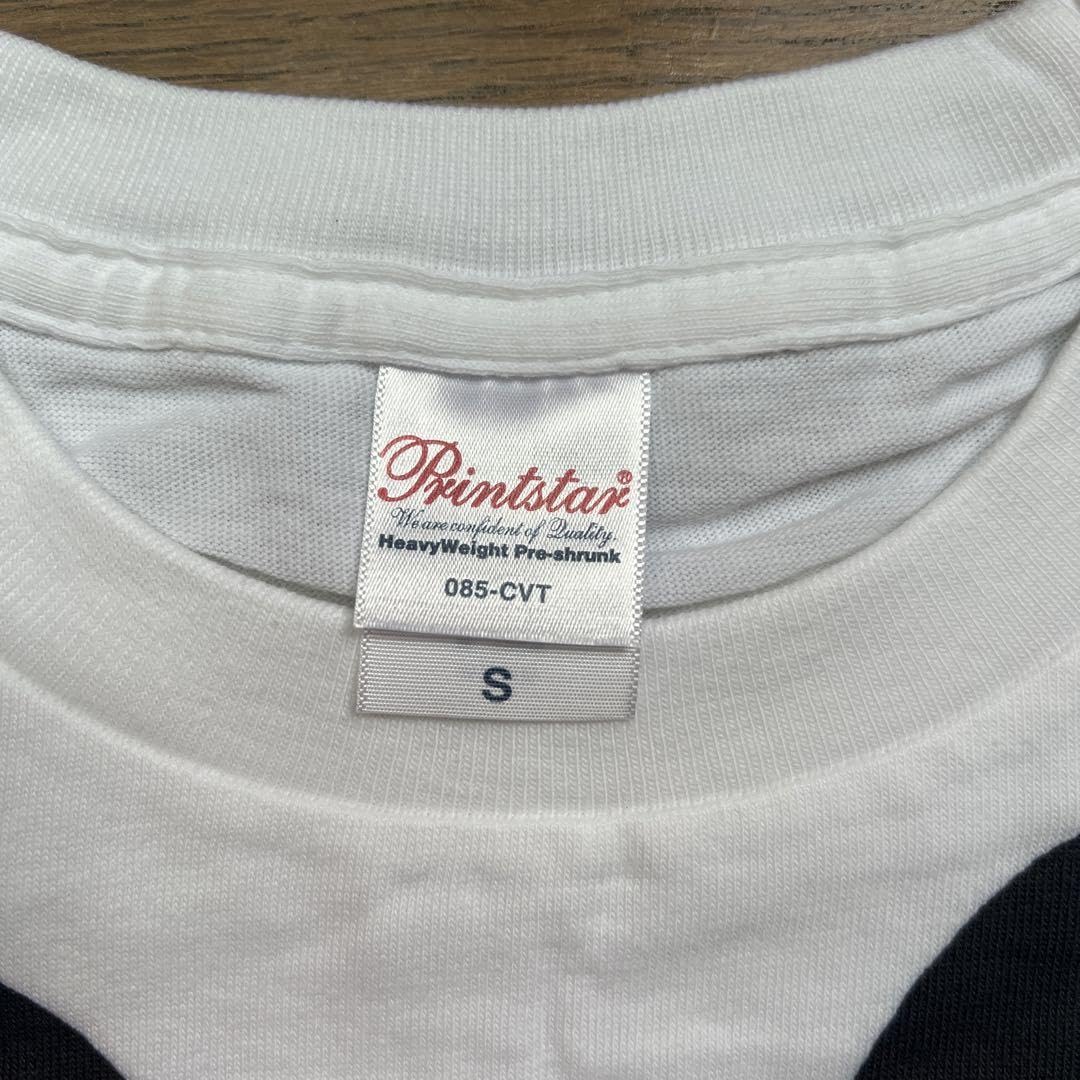 Printstar®
We are confident of Quality.
HeavyWeight Pre-shrunk
085-CVT
S